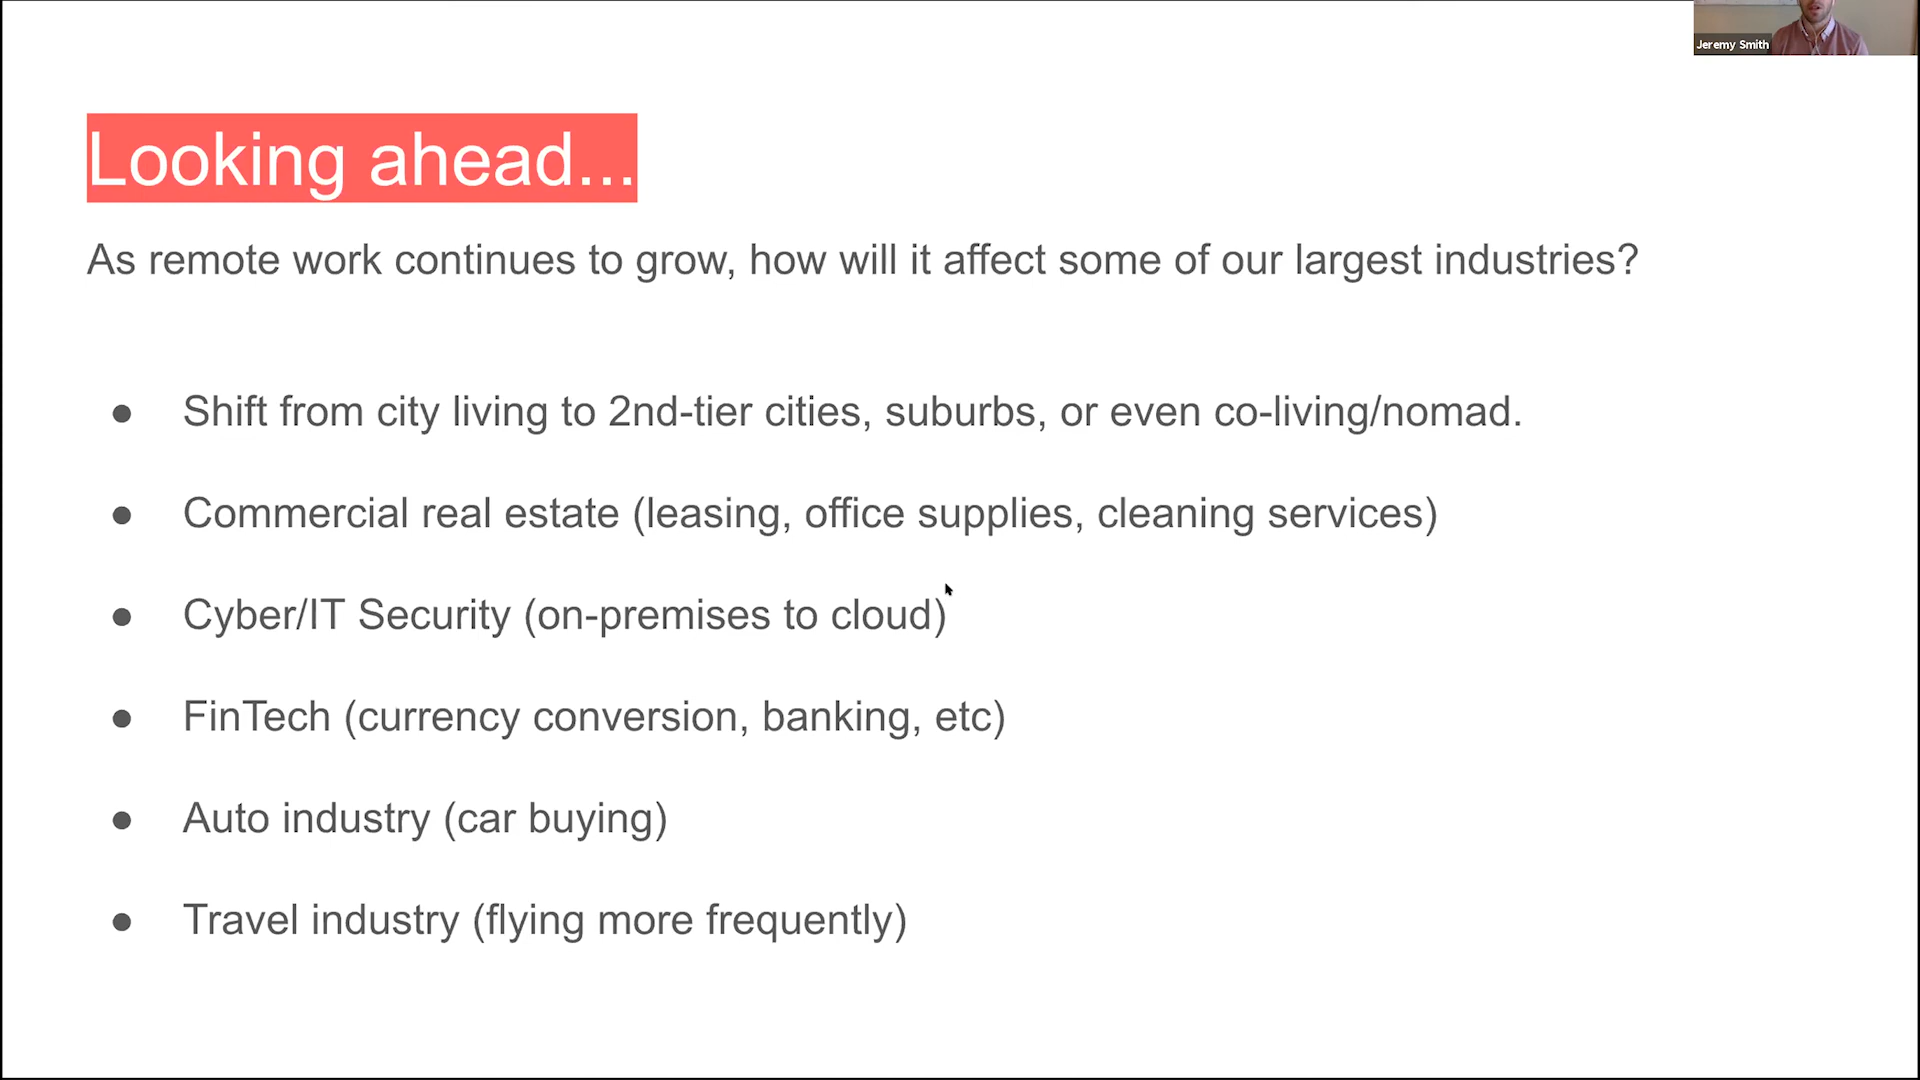 Jeremy Smith
Looking ahead...
As remote work continues to grow, how will it affect some of our largest industries?
● Shift from city living to 2nd-tier cities, suburbs, or even co-living/nomad.
● Commercial real estate (leasing, office supplies, cleaning services)
● Cyber/IT Security (on-premises to cloud)
● FinTech (currency conversion, banking, etc)
● Auto industry (car buying)
● Travel industry (flying more frequently)